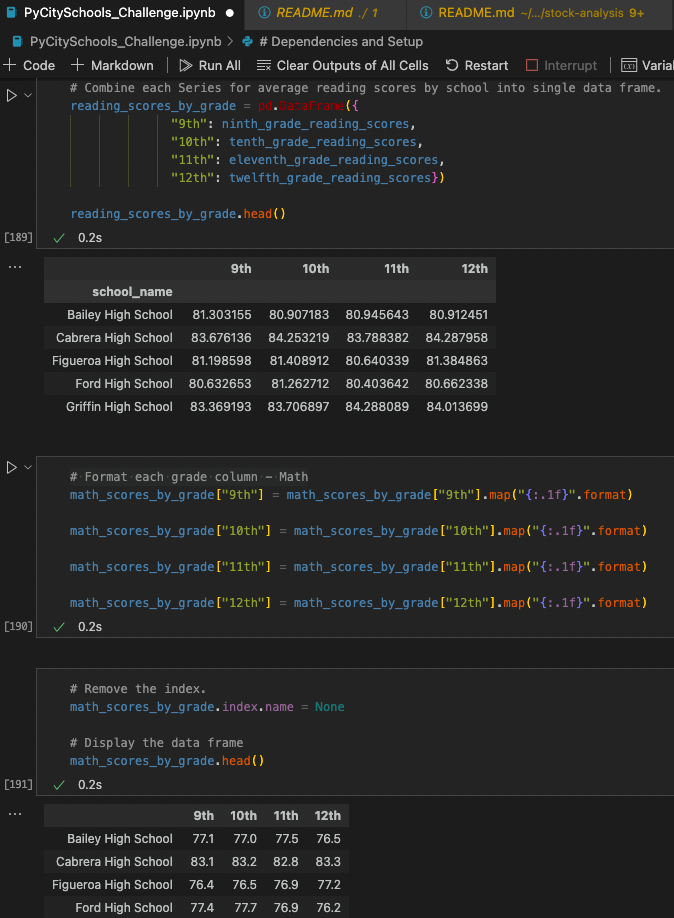 PyCitySchools_Challenge.ipynb ● README.md ./ 1 README.md ~/.../stock-analysis 9+
PyCitySchools_Challenge.ipynb > # Dependencies and Setup
+ Code + Markdown Run All Clear Outputs of All Cells Restart Interrupt Varia
# Combine each Series for average reading scores by school into single data frame.
reading_scores_by_grade = pd.DataFrame({
"9th": ninth_grade_reading_scores,
"10th": tenth_grade_reading_scores,
"11th": eleventh_grade_reading_scores,
"12th": twelfth_grade_reading_scores})
reading_scores_by_grade.head()
[189] ✓ 0.2s
...
9th 10th 11th 12th
school_name
Bailey High School 81.303155 80.907183 80.945643 80.912451
Cabrera High School 83.676136 84.253219 83.788382 84.287958
Figueroa High School 81.198598 81.408912 80.640339 81.384863
Ford High School 80.632653 81.262712 80.403642 80.662338
Griffin High School 83.369193 83.706897 84.288089 84.013699
# Format each grade column - Math
math_scores_by_grade["9th"] = math_scores_by_grade["9th"].map("{:.1f}".format)
math_scores_by_grade["10th"] = math_scores_by_grade["10th"].map("{:.1f}".format)
math_scores_by_grade["11th"] = math_scores_by_grade["11th"].map("{:.1f}".format)
math_scores_by_grade["12th"] = math_scores_by_grade["12th"].map("{:.1f}".format)
[190] ✓ 0.2s
# Remove the index.
math_scores_by_grade.index.name = None
# Display the data frame
math_scores_by_grade.head()
[191] ✓ 0.2s
...
9th 10th 11th 12th
Bailey High School 77.1 77.0 77.5 76.5
Cabrera High School 83.1 83.2 82.8 83.3
Figueroa High School 76.4 76.5 76.9 77.2
Ford High School 77.4 77.7 76.9 76.2